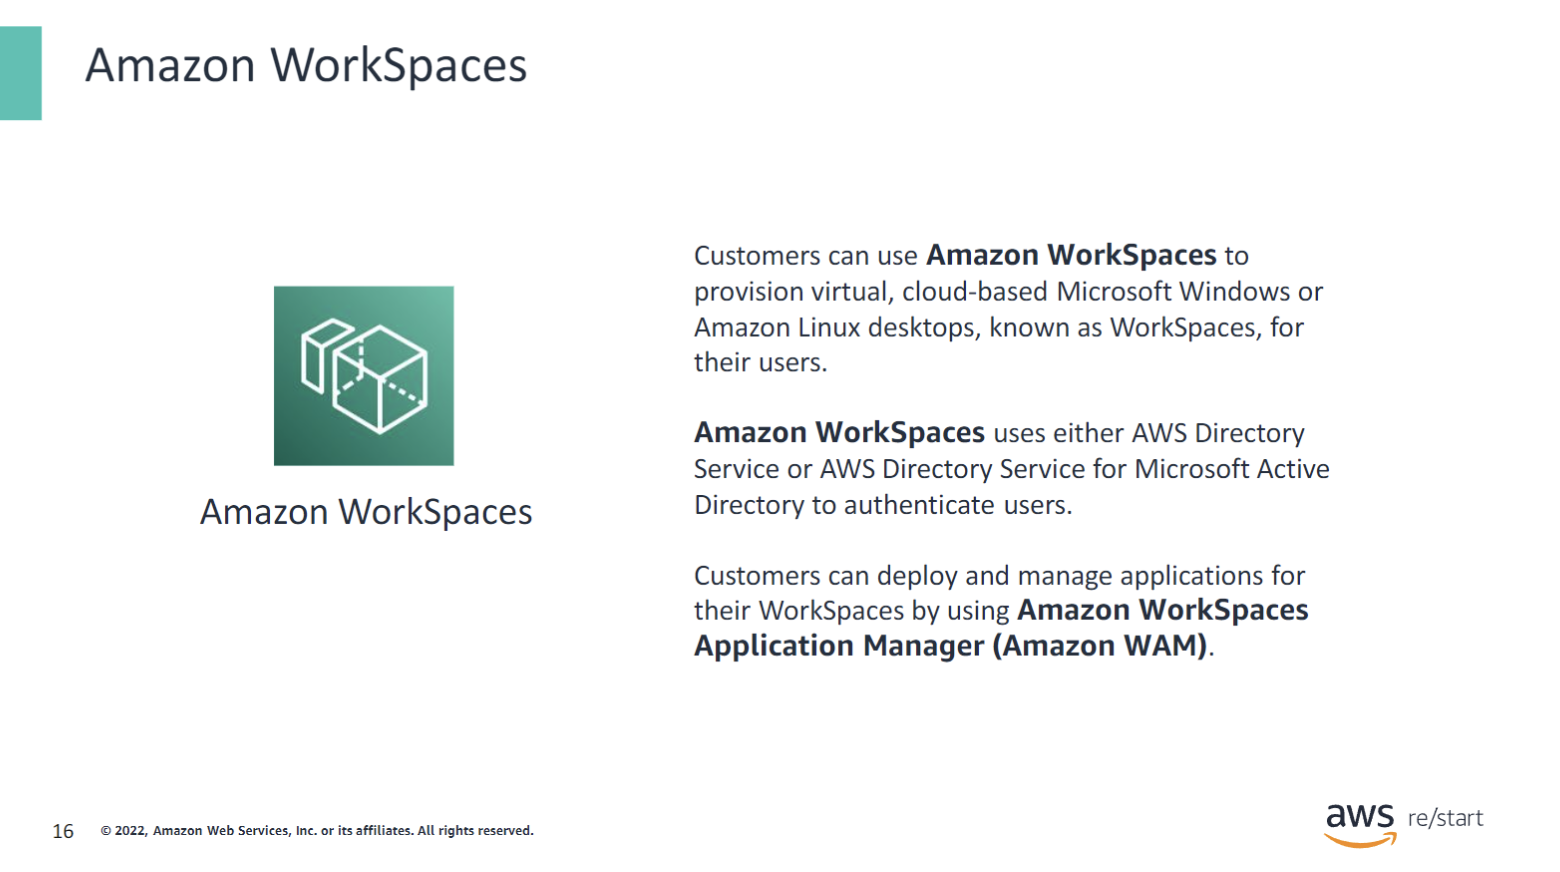 Amazon WorkSpaces
Customers can use Amazon WorkSpaces to
provision virtual, cloud-based Microsoft Windows or
Amazon Linux desktops, known as WorkSpaces, for
their users.
Amazon WorkSpaces uses either AWS Directory
Service or AWS Directory Service for Microsoft Active
Directory to authenticate users.
Customers can deploy and manage applications for
their WorkSpaces by using Amazon WorkSpaces
Application Manager (Amazon WAM).
Amazon WorkSpaces
16 © 2022, Amazon Web Services, Inc. or its affiliates. All rights reserved.
aws re/start